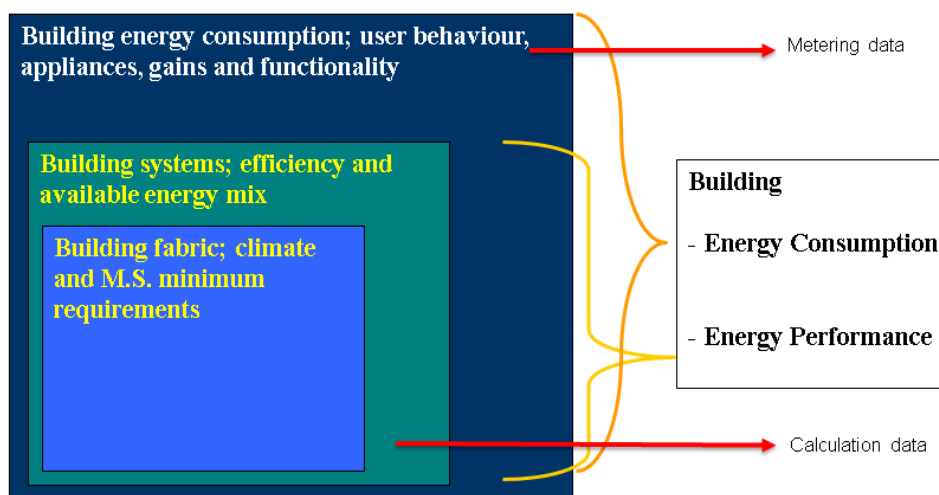 Building energy consumption; user behaviour,
appliances, gains and functionality
Metering data
Building systems; efficiency and
available energy mix
Building fabric; climate
and M.S. minimum
requirements
Building
- Energy Consumption
- Energy Performance
Calculation data